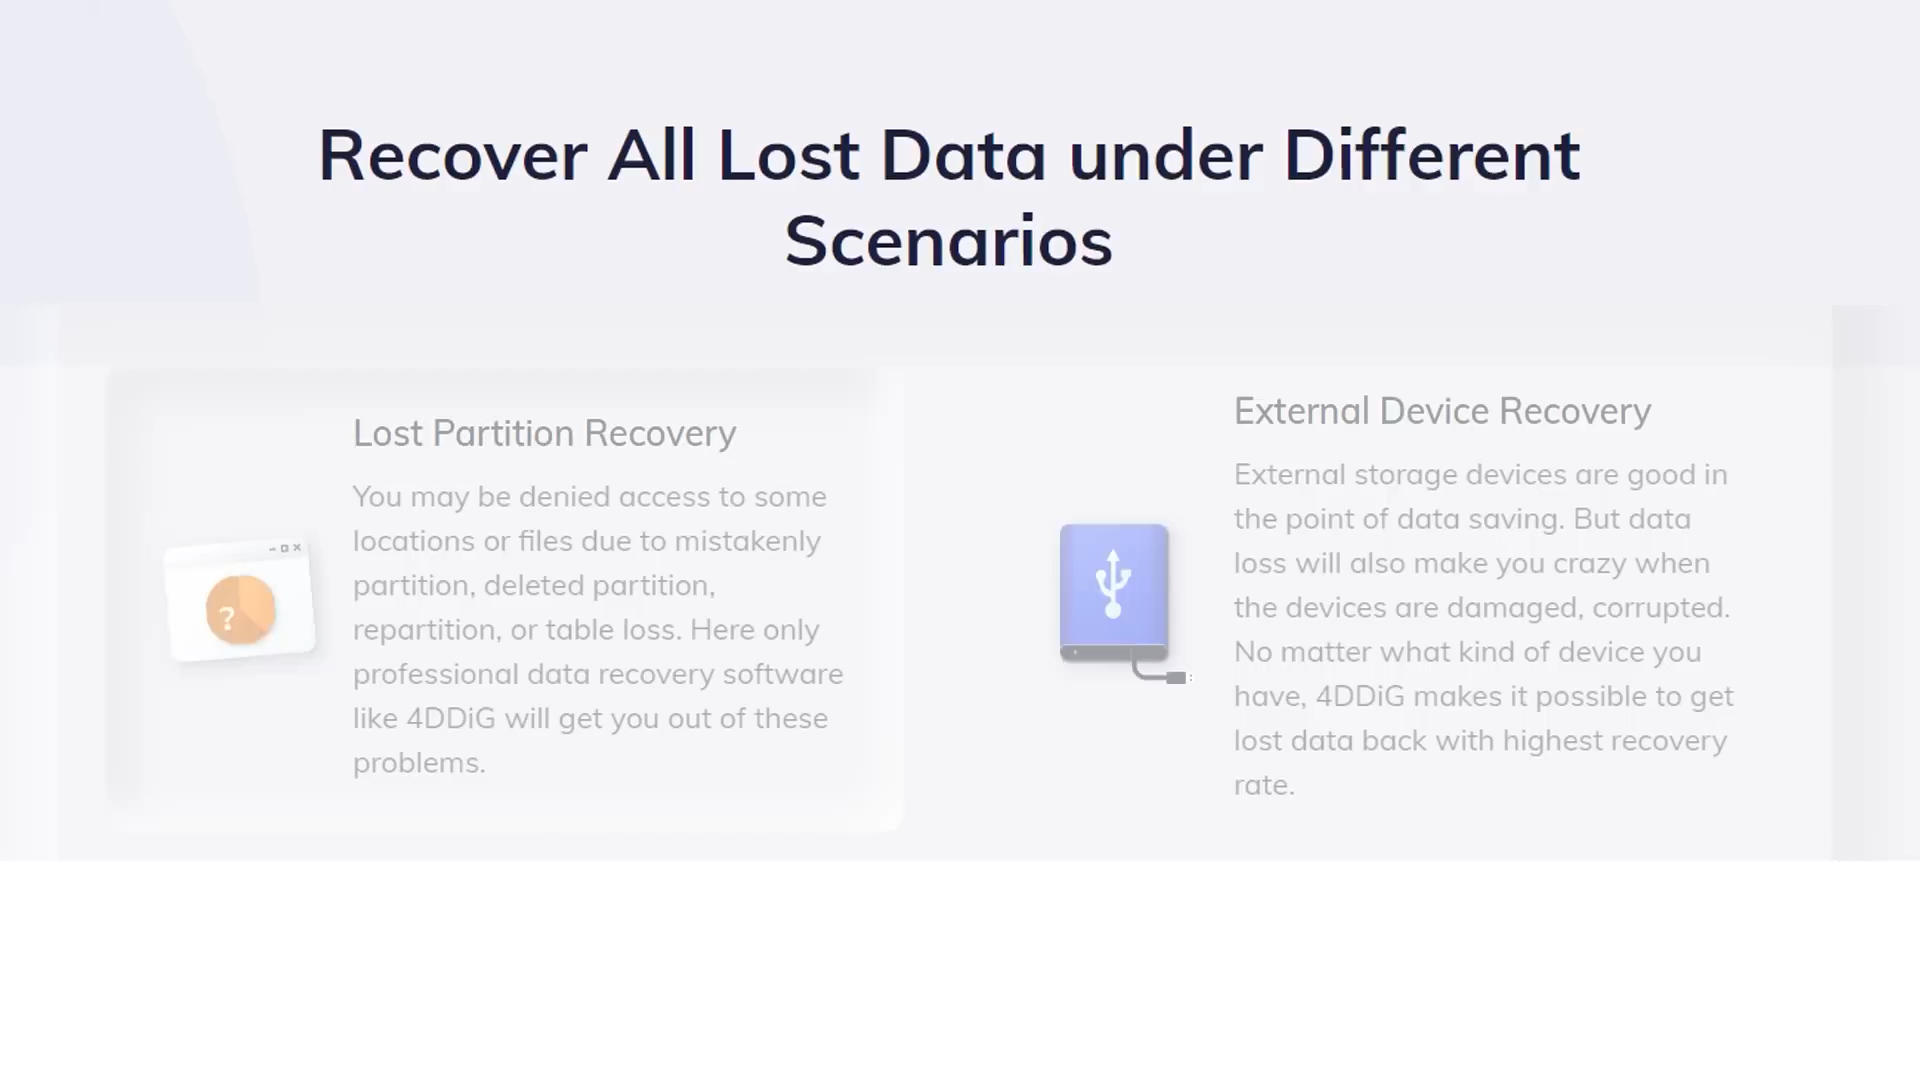 Recover All Lost Data under Different
Scenarios
Lost Partition Recovery
You may be denied access to some
locations or files due to mistakenly
partition, deleted partition,
repartition, or table loss. Here only
professional data recovery software
like 4DDiG will get you out of these
problems.
External Device Recovery
External storage devices are good in
the point of data saving. But data
loss will also make you crazy when
the devices are damaged, corrupted.
No matter what kind of device you
have, 4DDiG makes it possible to get
lost data back with highest recovery
rate.
?